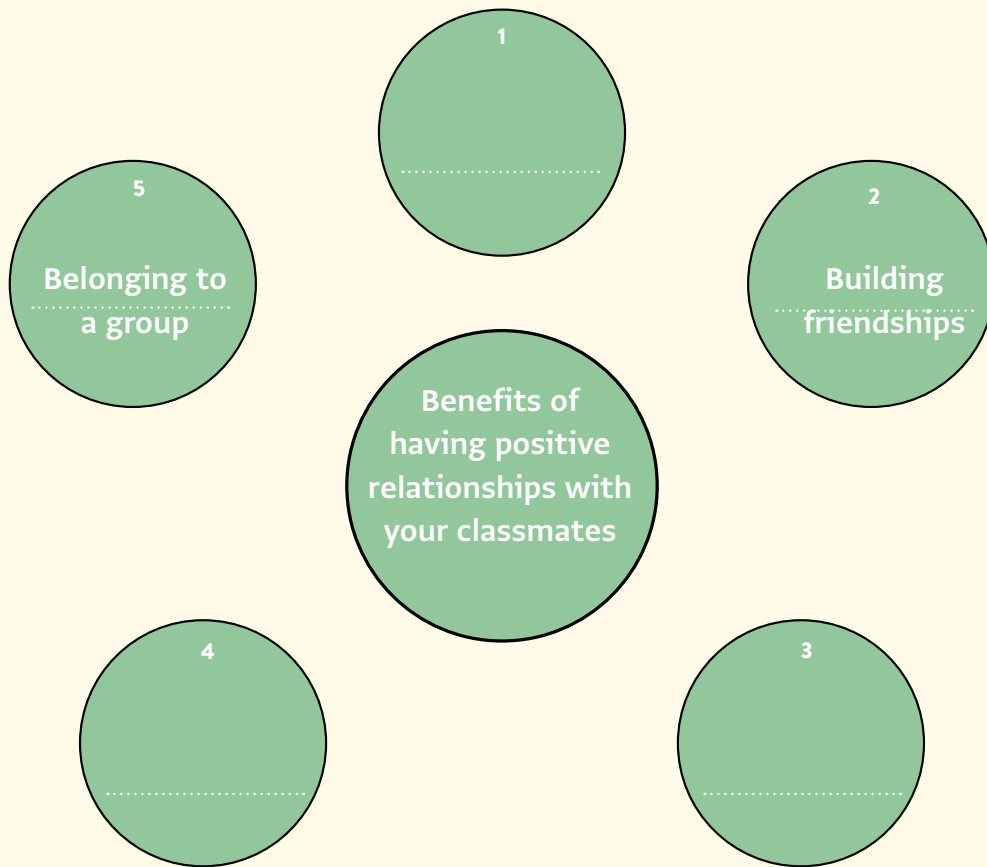 1
5
Belonging to
a group
2
Building
friendships
Benefits of
having positive
relationships with
your classmates
4
3